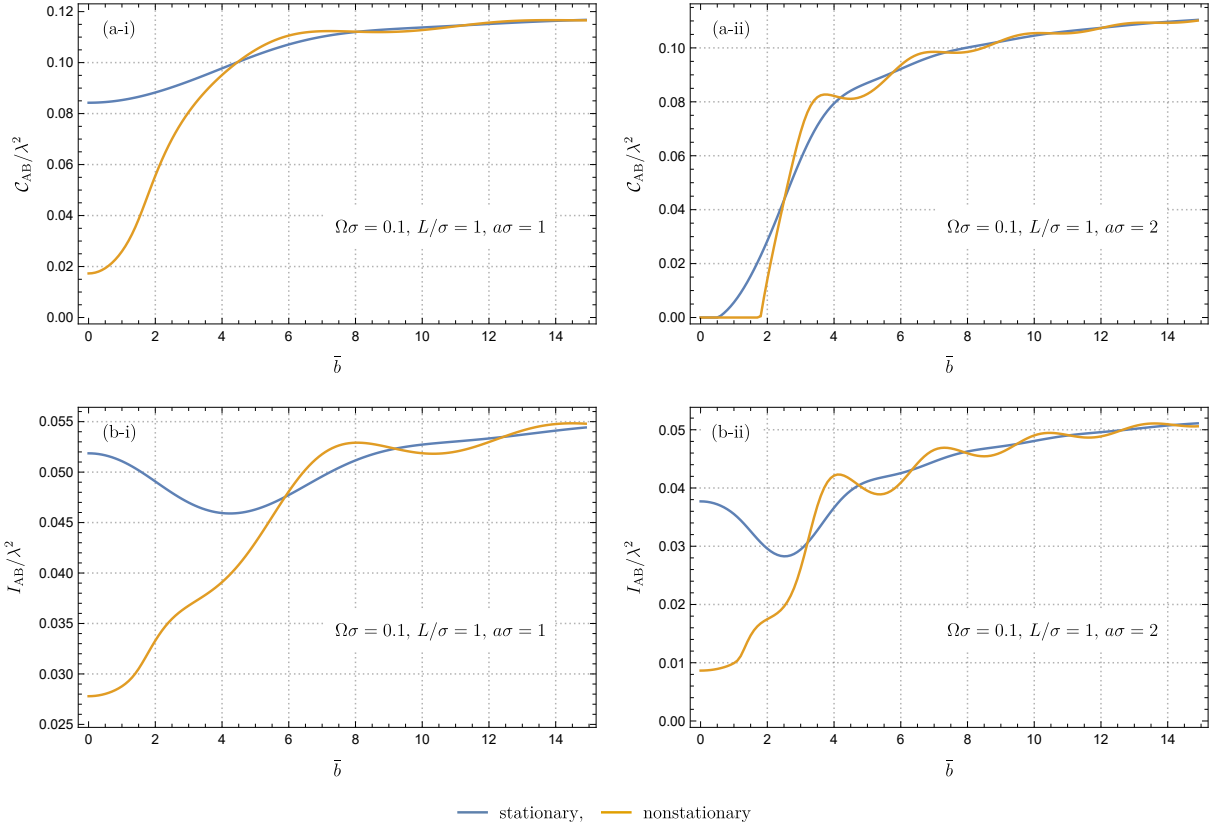 (a-i)
0.12
0.10
0.08
0.06
0.04
0.02
0.00
𝒞_AB/λ²
Ωσ = 0.1, L/σ = 1, aσ = 1
0 2 4 6 8 10 12 14
b̄
(a-ii)
0.10
0.08
0.06
0.04
0.02
0.00
𝒞_AB/λ²
Ωσ = 0.1, L/σ = 1, aσ = 2
0 2 4 6 8 10 12 14
b̄
(b-i)
0.055
0.050
0.045
0.040
0.035
0.030
0.025
I_AB/λ²
Ωσ = 0.1, L/σ = 1, aσ = 1
0 2 4 6 8 10 12 14
b̄
(b-ii)
0.05
0.04
0.03
0.02
0.01
0.00
I_AB/λ²
Ωσ = 0.1, L/σ = 1, aσ = 2
0 2 4 6 8 10 12 14
b̄
stationary, nonstationary